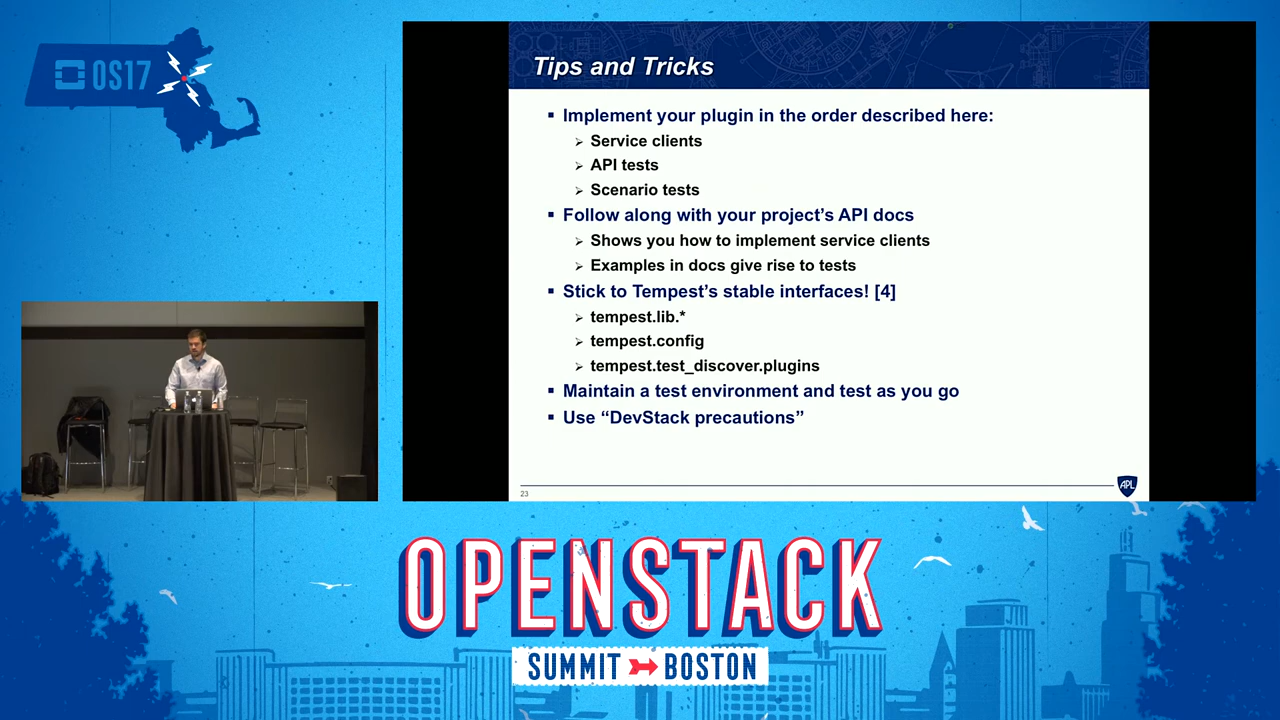 OS17
Tips and Tricks
▪ Implement your plugin in the order described here:
➢ Service clients
➢ API tests
➢ Scenario tests
▪ Follow along with your project's API docs
➢ Shows you how to implement service clients
➢ Examples in docs give rise to tests
▪ Stick to Tempest's stable interfaces! [4]
➢ tempest.lib.*
➢ tempest.config
➢ tempest.test_discover.plugins
▪ Maintain a test environment and test as you go
▪ Use “DevStack precautions”
23
APL
OPENSTACK
SUMMIT BOSTON